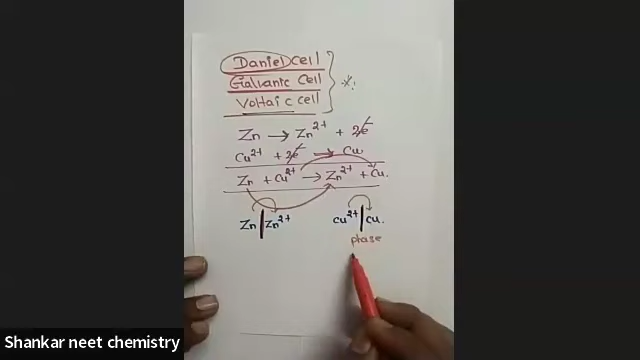 Daniel cell
Galvanic cell
Voltaic cell
Zn → Zn²⁺ + 2e⁻
Cu²⁺ + 2e⁻ → Cu
Zn + Cu²⁺ → Zn²⁺ + Cu.
Zn | Zn²⁺ Cu²⁺ | Cu.
phase
Shankar neet chemistry